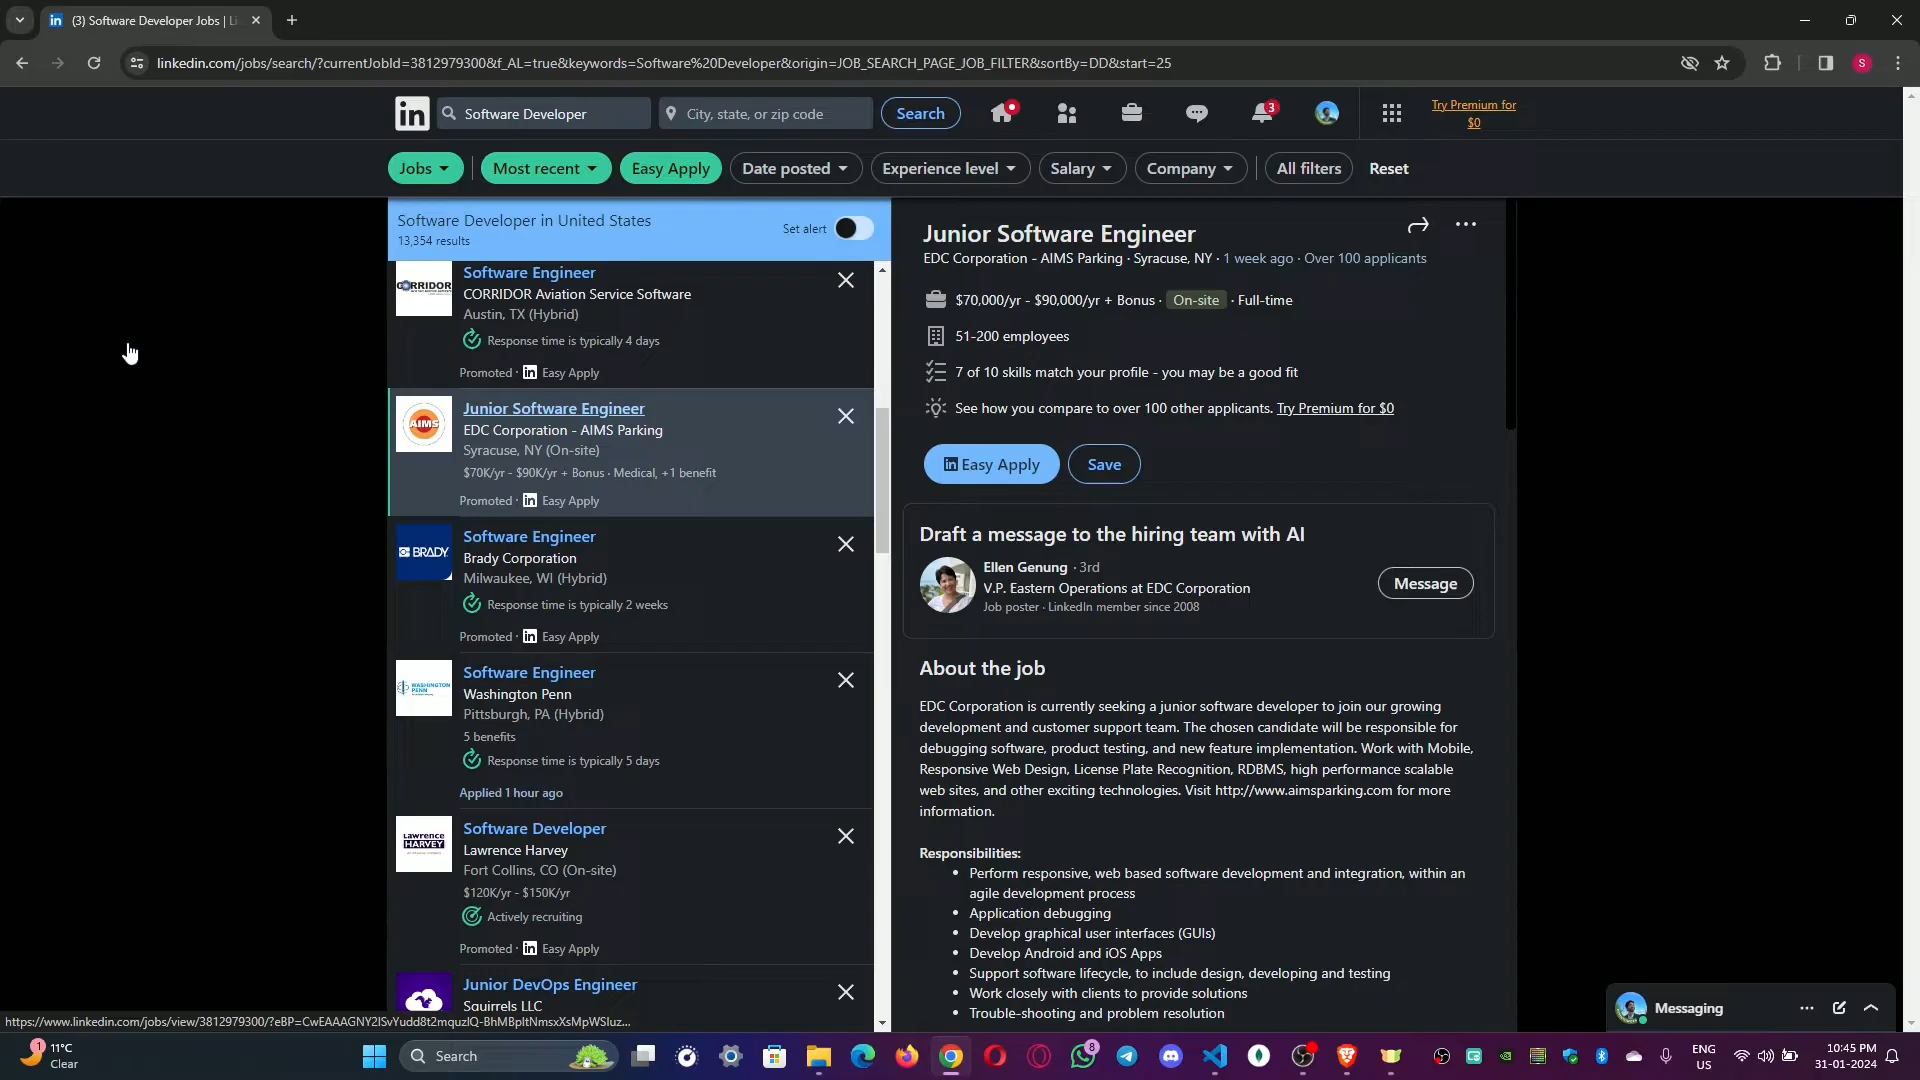 (3) Software Developer Jobs | Li
linkedin.com/jobs/search/?currentJobId=3812979300&f_AL=true&keywords=Software%20Developer&origin=JOB_SEARCH_PAGE_JOB_FILTER&sortBy=DD&start=25
S
in
Software Developer
City, state, or zip code
Search
3
Try Premium for
$0
Jobs
Most recent
Easy Apply
Date posted
Experience level
Salary
Company
All filters
Reset
Software Developer in United States
13,354 results
Set alert
CORRIDOR
Software Engineer
CORRIDOR Aviation Service Software
Austin, TX (Hybrid)
Response time is typically 4 days
Promoted · in Easy Apply
AIMS
Junior Software Engineer
EDC Corporation - AIMS Parking
Syracuse, NY (On-site)
$70K/yr - $90K/yr + Bonus · Medical, +1 benefit
Promoted · in Easy Apply
BRADY
Software Engineer
Brady Corporation
Milwaukee, WI (Hybrid)
Response time is typically 2 weeks
Promoted · in Easy Apply
WASHINGTON
PENN
Software Engineer
Washington Penn
Pittsburgh, PA (Hybrid)
5 benefits
Response time is typically 5 days
Applied 1 hour ago
LAWRENCE
HARVEY
Software Developer
Lawrence Harvey
Fort Collins, CO (On-site)
$120K/yr - $150K/yr
Actively recruiting
Promoted · in Easy Apply
Junior DevOps Engineer
Squirrels LLC
Junior Software Engineer
EDC Corporation - AIMS Parking · Syracuse, NY · 1 week ago · Over 100 applicants
$70,000/yr - $90,000/yr + Bonus · On-site · Full-time
51-200 employees
7 of 10 skills match your profile - you may be a good fit
See how you compare to over 100 other applicants. Try Premium for $0
in Easy Apply
Save
Draft a message to the hiring team with AI
Ellen Genung · 3rd
V.P. Eastern Operations at EDC Corporation
Job poster · LinkedIn member since 2008
Message
About the job
EDC Corporation is currently seeking a junior software developer to join our growing
development and customer support team. The chosen candidate will be responsible for
debugging software, product testing, and new feature implementation. Work with Mobile,
Responsive Web Design, License Plate Recognition, RDBMS, high performance scalable
web sites, and other exciting technologies. Visit http://www.aimsparking.com for more
information.
Responsibilities:
• Perform responsive, web based software development and integration, within an
agile development process
• Application debugging
• Develop graphical user interfaces (GUIs)
• Develop Android and iOS Apps
• Support software lifecycle, to include design, developing and testing
• Work closely with clients to provide solutions
• Trouble-shooting and problem resolution
Messaging
1
11°C
Clear
Search
8
ENG
US
10:45 PM
31-01-2024